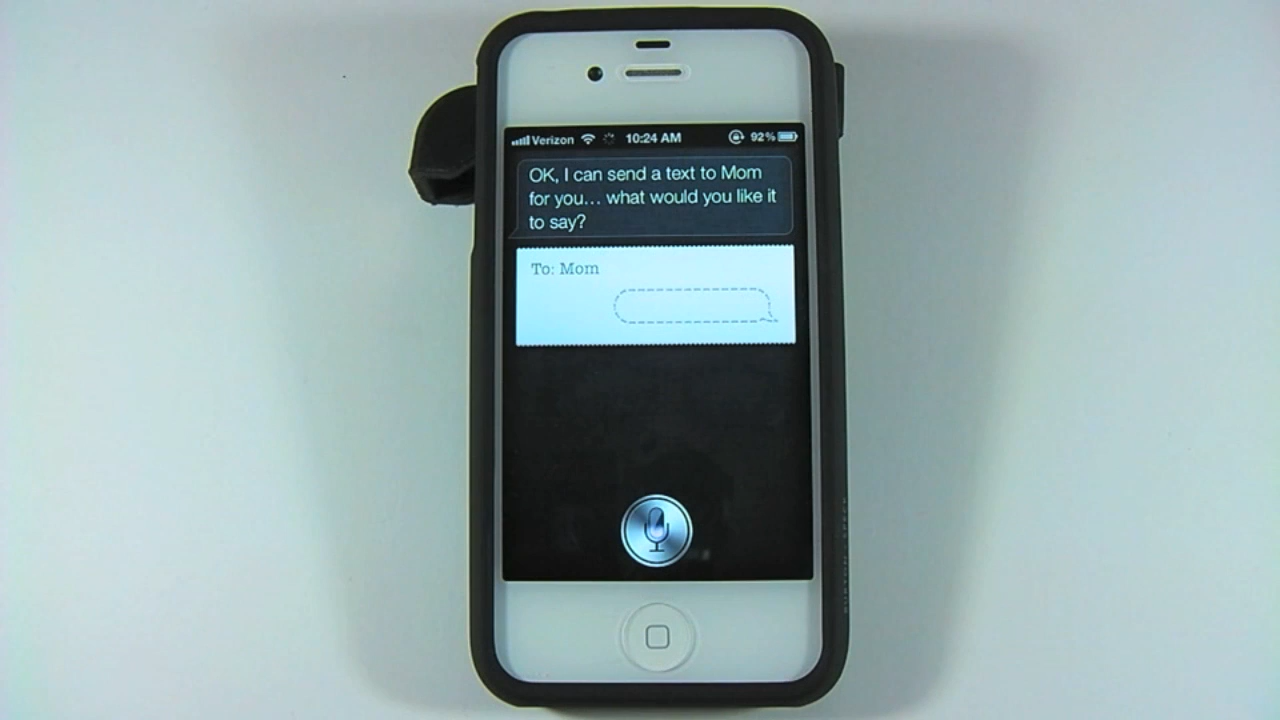 Verizon 10:24 AM 92%
OK, I can send a text to Mom
for you... what would you like it
to say?
To: Mom